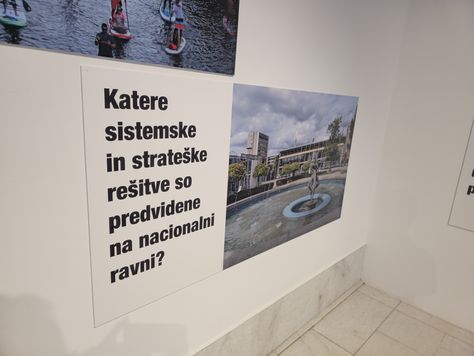 Katere
sistemske
in strateške
rešitve so
predvidene
na nacionalni
ravni?